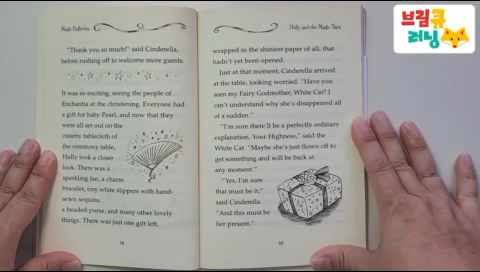 Magic Ballerina
"Thank you so much!" said Cinderella,
before rushing off to welcome more guests.
It was so exciting, seeing the people of
Enchantia at the christening. Everyone had
a gift for baby Pearl, and now that they
were all set out on the
creamy tablecloth of
the ceremony table,
Holly took a closer
look. There was a
sparkling fan, a charm
bracelet, tiny white slippers with hand-
sewn sequins,
a beaded purse, and many other lovely
things. There was just one gift left,
Holly and the Magic Tiara
wrapped in the shiniest paper of all, that
hadn't yet been opened.
Just at that moment, Cinderella arrived
at the table, looking worried. "Have you
seen my Fairy Godmother, White Cat? I
can't understand why she's disappeared all
of a sudden."
"I'm sure there'll be a perfectly ordinary
explanation, Your Highness," said the
White Cat. "Maybe she's just flown off to
get something and will be back at
any moment."
"Yes, I'm sure
that must be it,"
said Cinderella.
"And this must be
her present."
브림큐
러닝